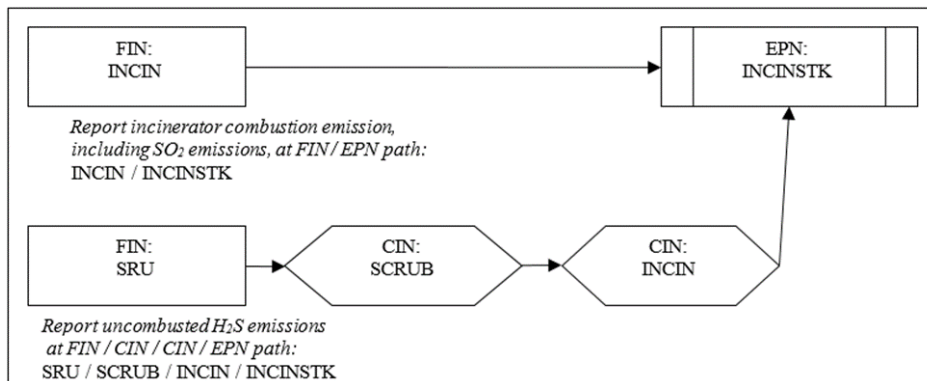 FIN:
INCIN
EPN:
INCINSTK
Report incinerator combustion emission,
including SO₂ emissions, at FIN / EPN path:
INCIN / INCINSTK
FIN:
SRU
CIN:
SCRUB
CIN:
INCIN
Report uncombusted H₂S emissions
at FIN / CIN / CIN / EPN path:
SRU / SCRUB / INCIN / INCINSTK